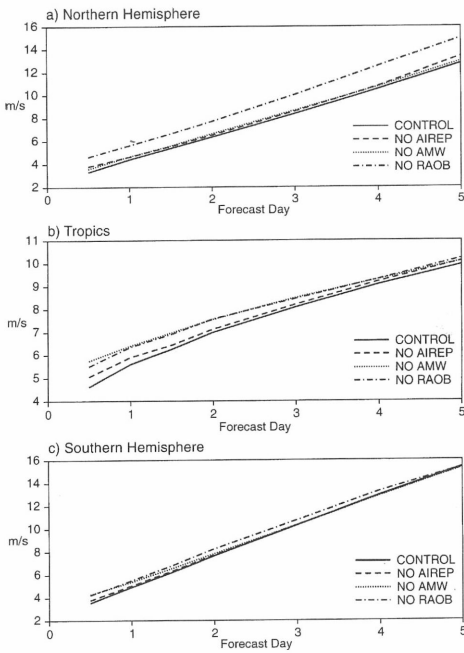 a) Northern Hemisphere
16
14
12
10
m/s
8
6
4
2
CONTROL
NO AIREP
NO AMW
NO RAOB
0 1 2 3 4 5
Forecast Day
b) Tropics
11
10
9
8
m/s
7
6
5
4
CONTROL
NO AIREP
NO AMW
NO RAOB
0 1 2 3 4 5
Forecast Day
c) Southern Hemisphere
16
14
12
10
m/s
8
6
4
2
CONTROL
NO AIREP
NO AMW
NO RAOB
0 1 2 3 4 5
Forecast Day